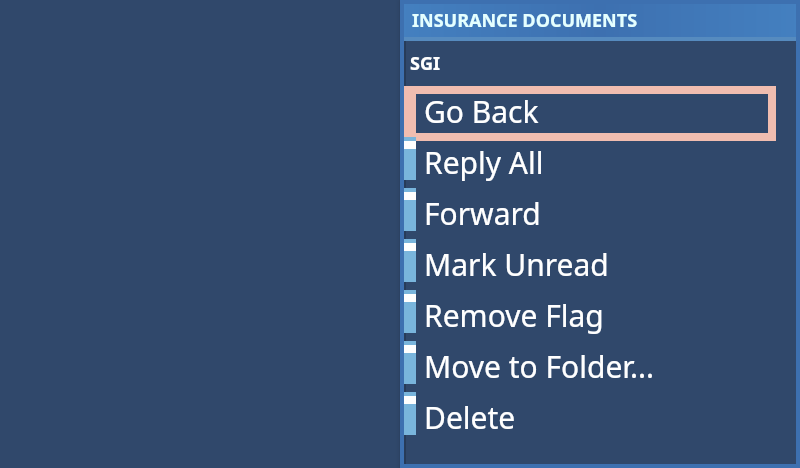 INSURANCE DOCUMENTS
SGI
Go Back
Reply All
Forward
Mark Unread
Remove Flag
Move to Folder...
Delete